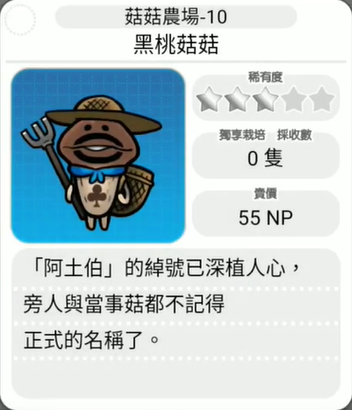 菇菇農場-10
黑桃菇菇
稀有度
獨享栽培 採收數
0 隻
賣價
55 NP
「阿土伯」的綽號已深植人心，
旁人與當事菇都不記得
正式的名稱了。